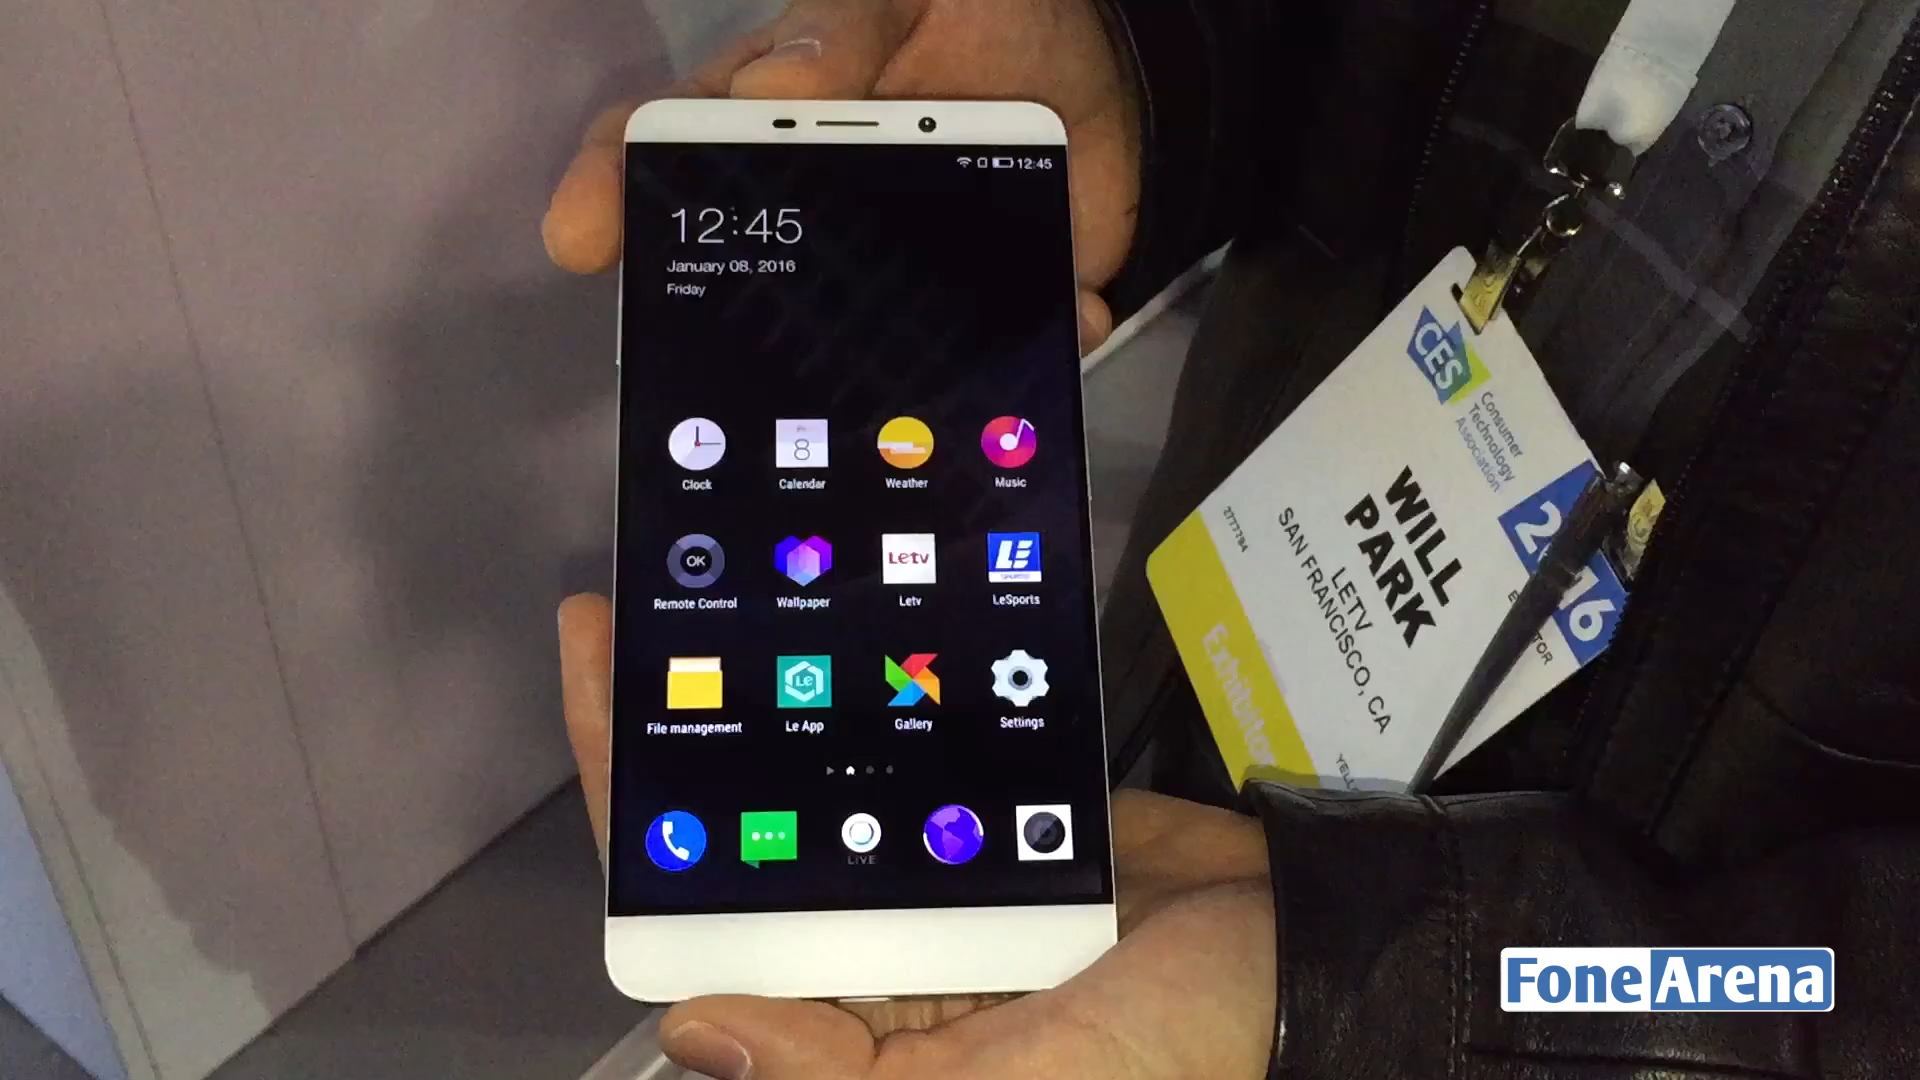 12:45
12:45
January 08, 2016
Friday
8
Clock
Calendar
Weather
Music
OK
Letv
LE
Remote Control
Wallpaper
Letv
LeSports
Le
File management
Le App
Gallery
Settings
LIVE
CES
Consumer
Technology
Association
WILL
PARK
LETV
SAN FRANCISCO, CA
2777794
Exhibitor
FoneArena